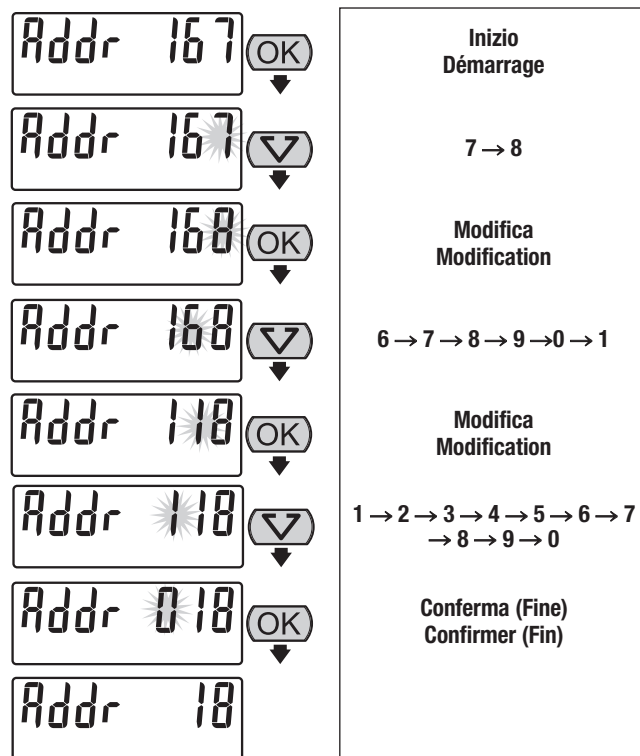 Addr 167 OK
Inizio
Démarrage
Addr 167
7 → 8
Addr 168 OK
Modifica
Modification
Addr 168
6 → 7 → 8 → 9 → 0 → 1
Addr 118 OK
Modifica
Modification
Addr 118
1 → 2 → 3 → 4 → 5 → 6 → 7
→ 8 → 9 → 0
Addr 018 OK
Conferma (Fine)
Confirmer (Fin)
Addr 18